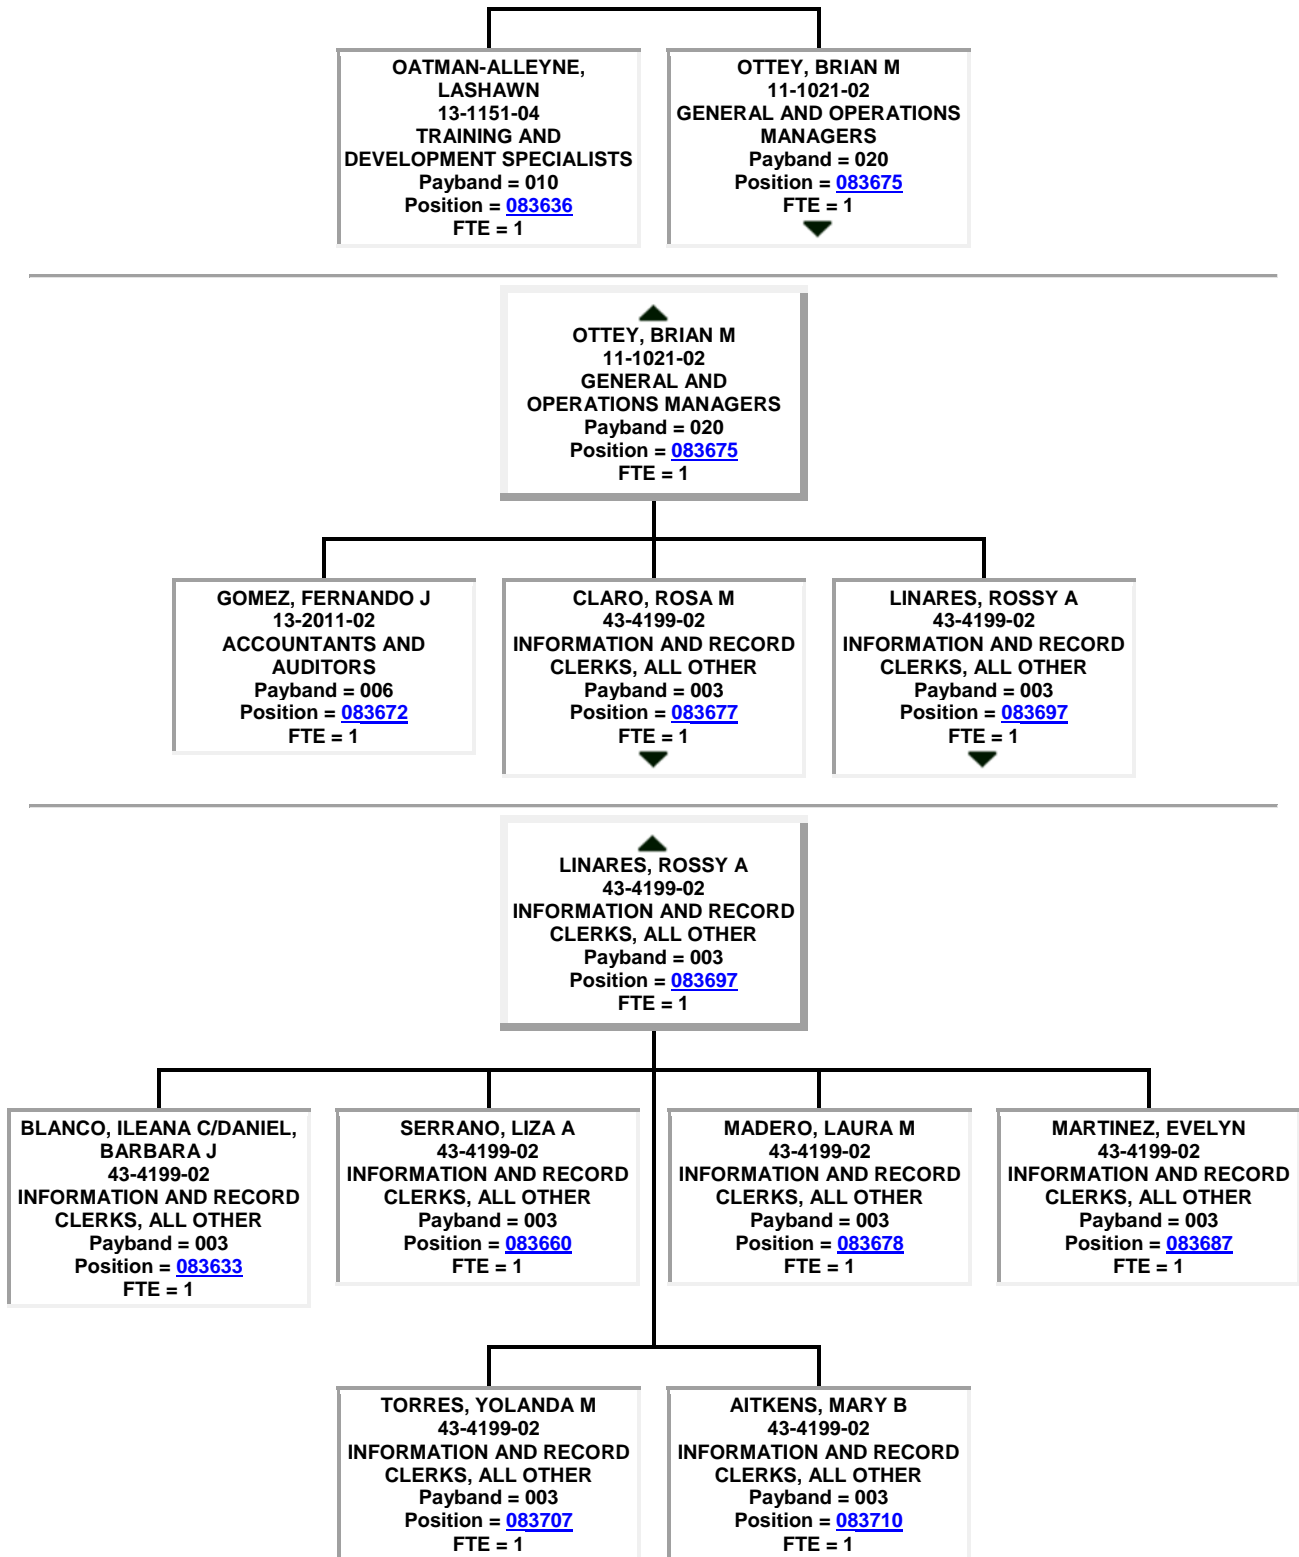 OATMAN-ALLEYNE,
LASHAWN
13-1151-04
TRAINING AND
DEVELOPMENT SPECIALISTS
Payband = 010
Position = 083636
FTE = 1
OTTEY, BRIAN M
11-1021-02
GENERAL AND OPERATIONS
MANAGERS
Payband = 020
Position = 083675
FTE = 1
OTTEY, BRIAN M
11-1021-02
GENERAL AND
OPERATIONS MANAGERS
Payband = 020
Position = 083675
FTE = 1
GOMEZ, FERNANDO J
13-2011-02
ACCOUNTANTS AND
AUDITORS
Payband = 006
Position = 083672
FTE = 1
CLARO, ROSA M
43-4199-02
INFORMATION AND RECORD
CLERKS, ALL OTHER
Payband = 003
Position = 083677
FTE = 1
LINARES, ROSSY A
43-4199-02
INFORMATION AND RECORD
CLERKS, ALL OTHER
Payband = 003
Position = 083697
FTE = 1
LINARES, ROSSY A
43-4199-02
INFORMATION AND RECORD
CLERKS, ALL OTHER
Payband = 003
Position = 083697
FTE = 1
BLANCO, ILEANA C/DANIEL,
BARBARA J
43-4199-02
INFORMATION AND RECORD
CLERKS, ALL OTHER
Payband = 003
Position = 083633
FTE = 1
SERRANO, LIZA A
43-4199-02
INFORMATION AND RECORD
CLERKS, ALL OTHER
Payband = 003
Position = 083660
FTE = 1
MADERO, LAURA M
43-4199-02
INFORMATION AND RECORD
CLERKS, ALL OTHER
Payband = 003
Position = 083678
FTE = 1
MARTINEZ, EVELYN
43-4199-02
INFORMATION AND RECORD
CLERKS, ALL OTHER
Payband = 003
Position = 083687
FTE = 1
TORRES, YOLANDA M
43-4199-02
INFORMATION AND RECORD
CLERKS, ALL OTHER
Payband = 003
Position = 083707
FTE = 1
AITKENS, MARY B
43-4199-02
INFORMATION AND RECORD
CLERKS, ALL OTHER
Payband = 003
Position = 083710
FTE = 1